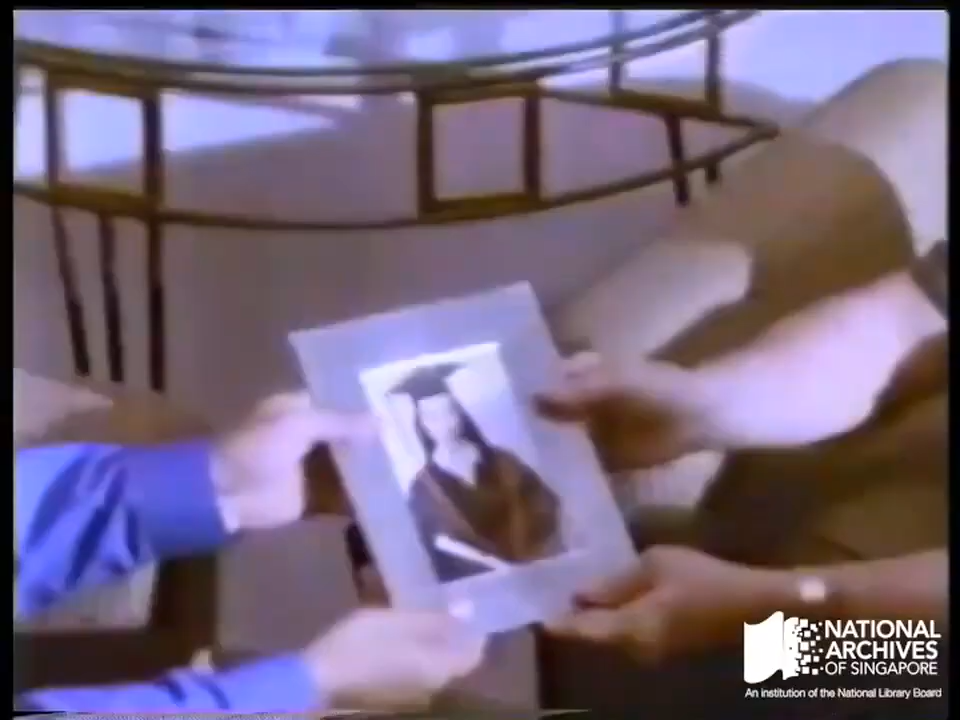 NATIONAL
ARCHIVES
OF SINGAPORE
An institution of the National Library Board